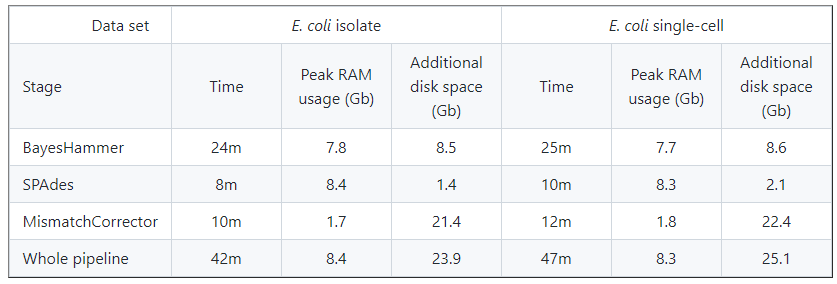 Data set E. coli isolate E. coli single-cell
Stage Time Peak RAM usage (Gb) Additional disk space (Gb) Time Peak RAM usage (Gb) Additional disk space (Gb)
BayesHammer 24m 7.8 8.5 25m 7.7 8.6
SPAdes 8m 8.4 1.4 10m 8.3 2.1
MismatchCorrector 10m 1.7 21.4 12m 1.8 22.4
Whole pipeline 42m 8.4 23.9 47m 8.3 25.1